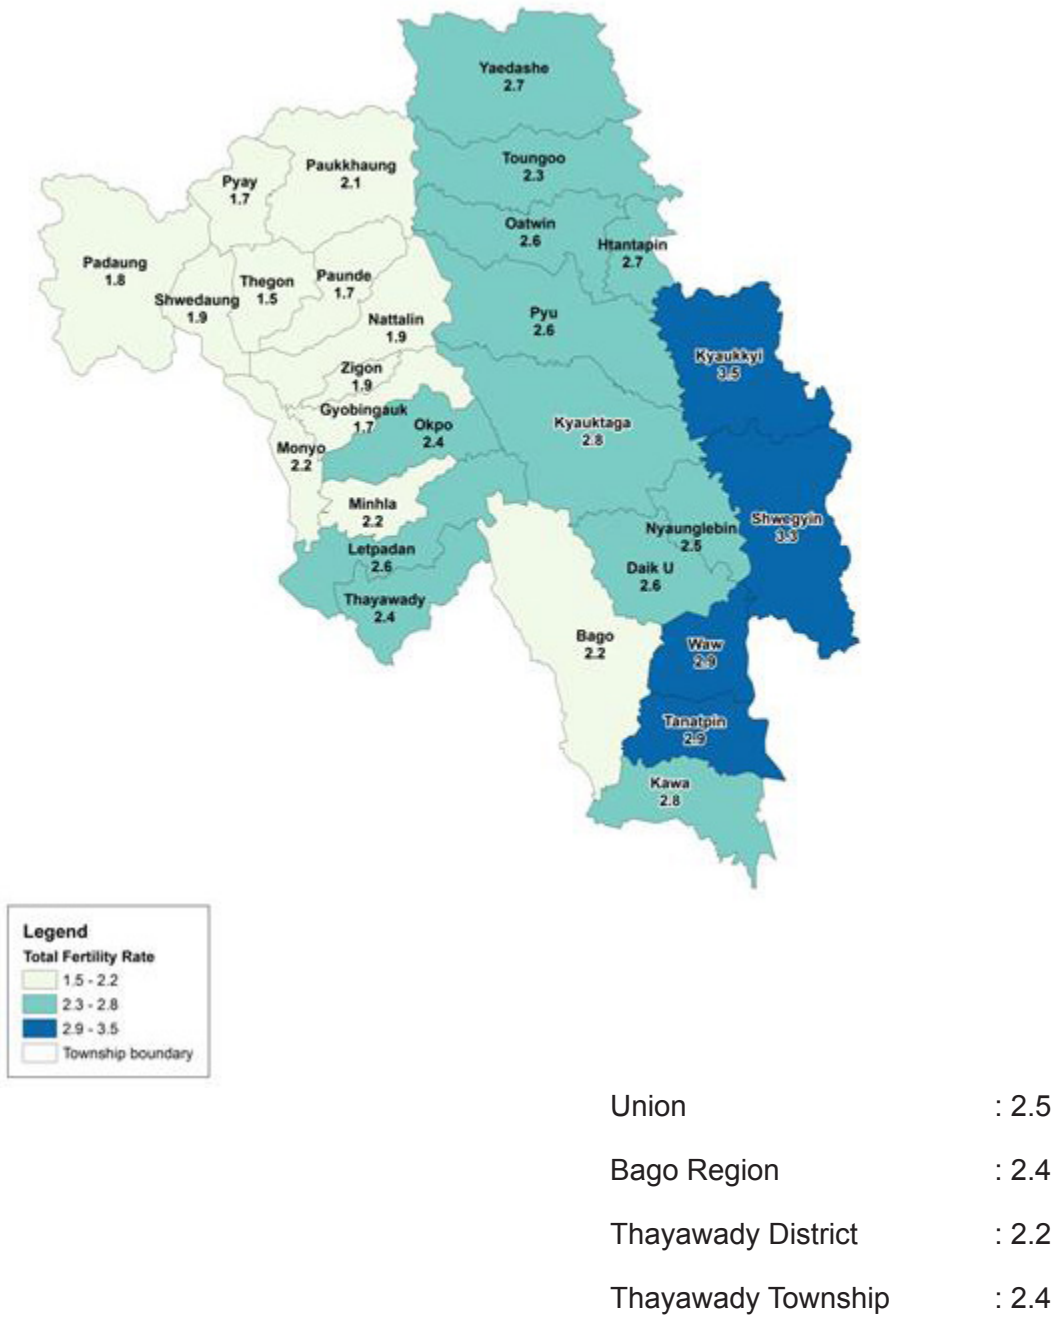 Yaedashe
2.7
Toungoo
2.3
Paukkhaung
2.1
Pyay
1.7
Oatwin
2.6
Htantapin
2.7
Padaung
1.8
Shwedaung
1.9
Thegon
1.5
Paunde
1.7
Nattalin
1.9
Pyu
2.6
Kyaukkyi
3.5
Zigon
1.9
Gyobingauk
1.7
Okpo
2.4
Kyauktaga
2.8
Monyo
2.2
Minhla
2.2
Shwegyin
3.3
Nyaunglebin
2.5
Letpadan
2.6
Daik U
2.6
Thayawady
2.4
Bago
2.2
Waw
2.9
Tanatpin
2.9
Kawa
2.8
Legend
Total Fertility Rate
1.5 - 2.2
2.3 - 2.8
2.9 - 3.5
Township boundary
Union : 2.5
Bago Region : 2.4
Thayawady District : 2.2
Thayawady Township : 2.4